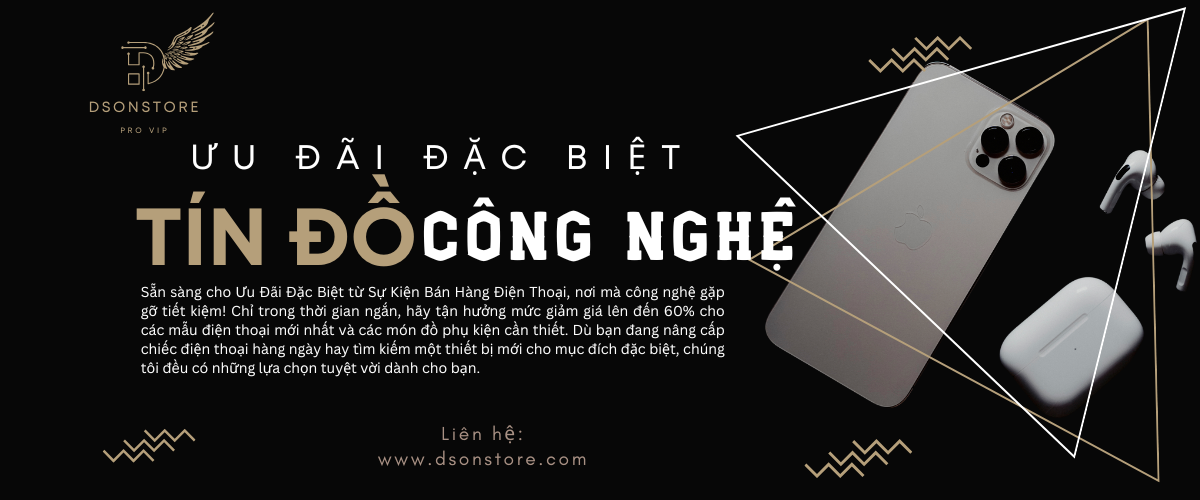 DSONSTORE
PRO VIP
ƯU ĐÃI ĐẶC BIỆT
TÍN ĐỒ CÔNG NGHỆ
Sẵn sàng cho Ưu Đãi Đặc Biệt từ Sự Kiện Bán Hàng Điện Thoại, nơi mà công nghệ gặp
gỡ tiết kiệm! Chỉ trong thời gian ngắn, hãy tận hưởng mức giảm giá lên đến 60% cho
các mẫu điện thoại mới nhất và các món đồ phụ kiện cần thiết. Dù bạn đang nâng cấp
chiếc điện thoại hàng ngày hay tìm kiếm một thiết bị mới cho mục đích đặc biệt, chúng
tôi đều có những lựa chọn tuyệt vời dành cho bạn.
Liên hệ:
www.dsonstore.com